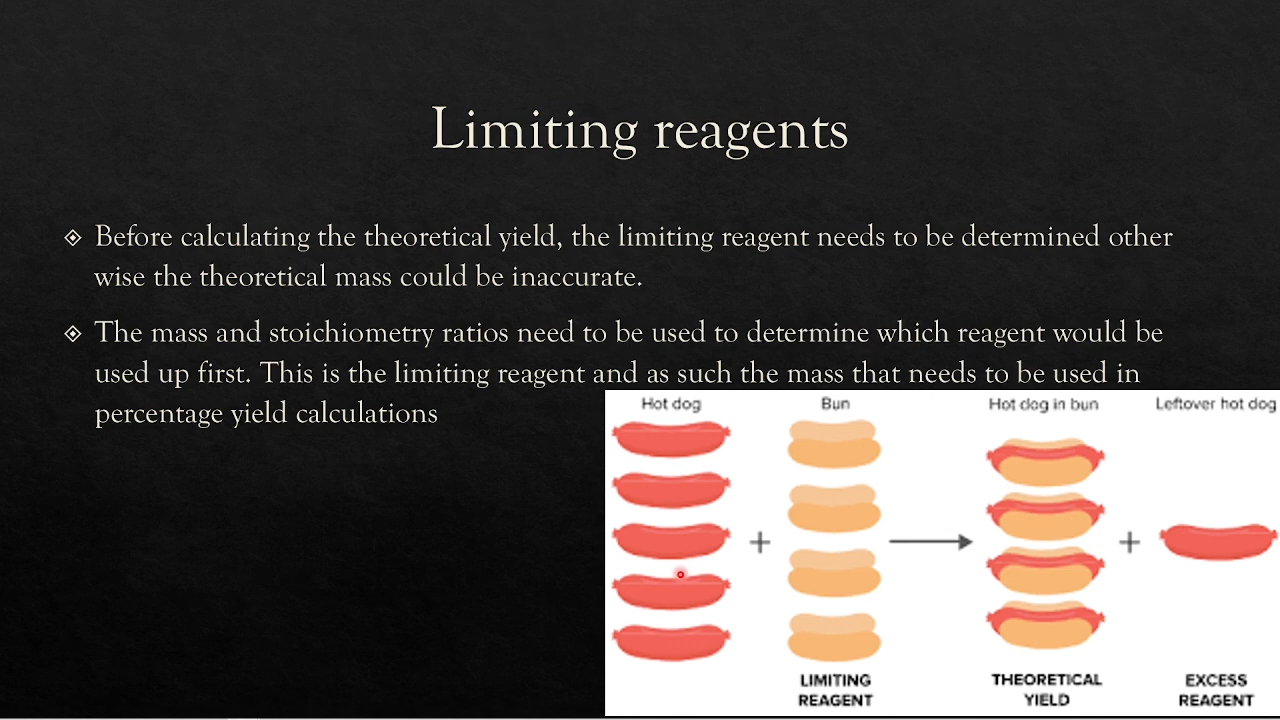 Limiting reagents
Before calculating the theoretical yield, the limiting reagent needs to be determined other
wise the theoretical mass could be inaccurate.
The mass and stoichiometry ratios need to be used to determine which reagent would be
used up first. This is the limiting reagent and as such the mass that needs to be used in
percentage yield calculations
Hot dog
Bun
Hot dog in bun
Leftover hot dog
+
+
LIMITING
REAGENT
THEORETICAL
YIELD
EXCESS
REAGENT